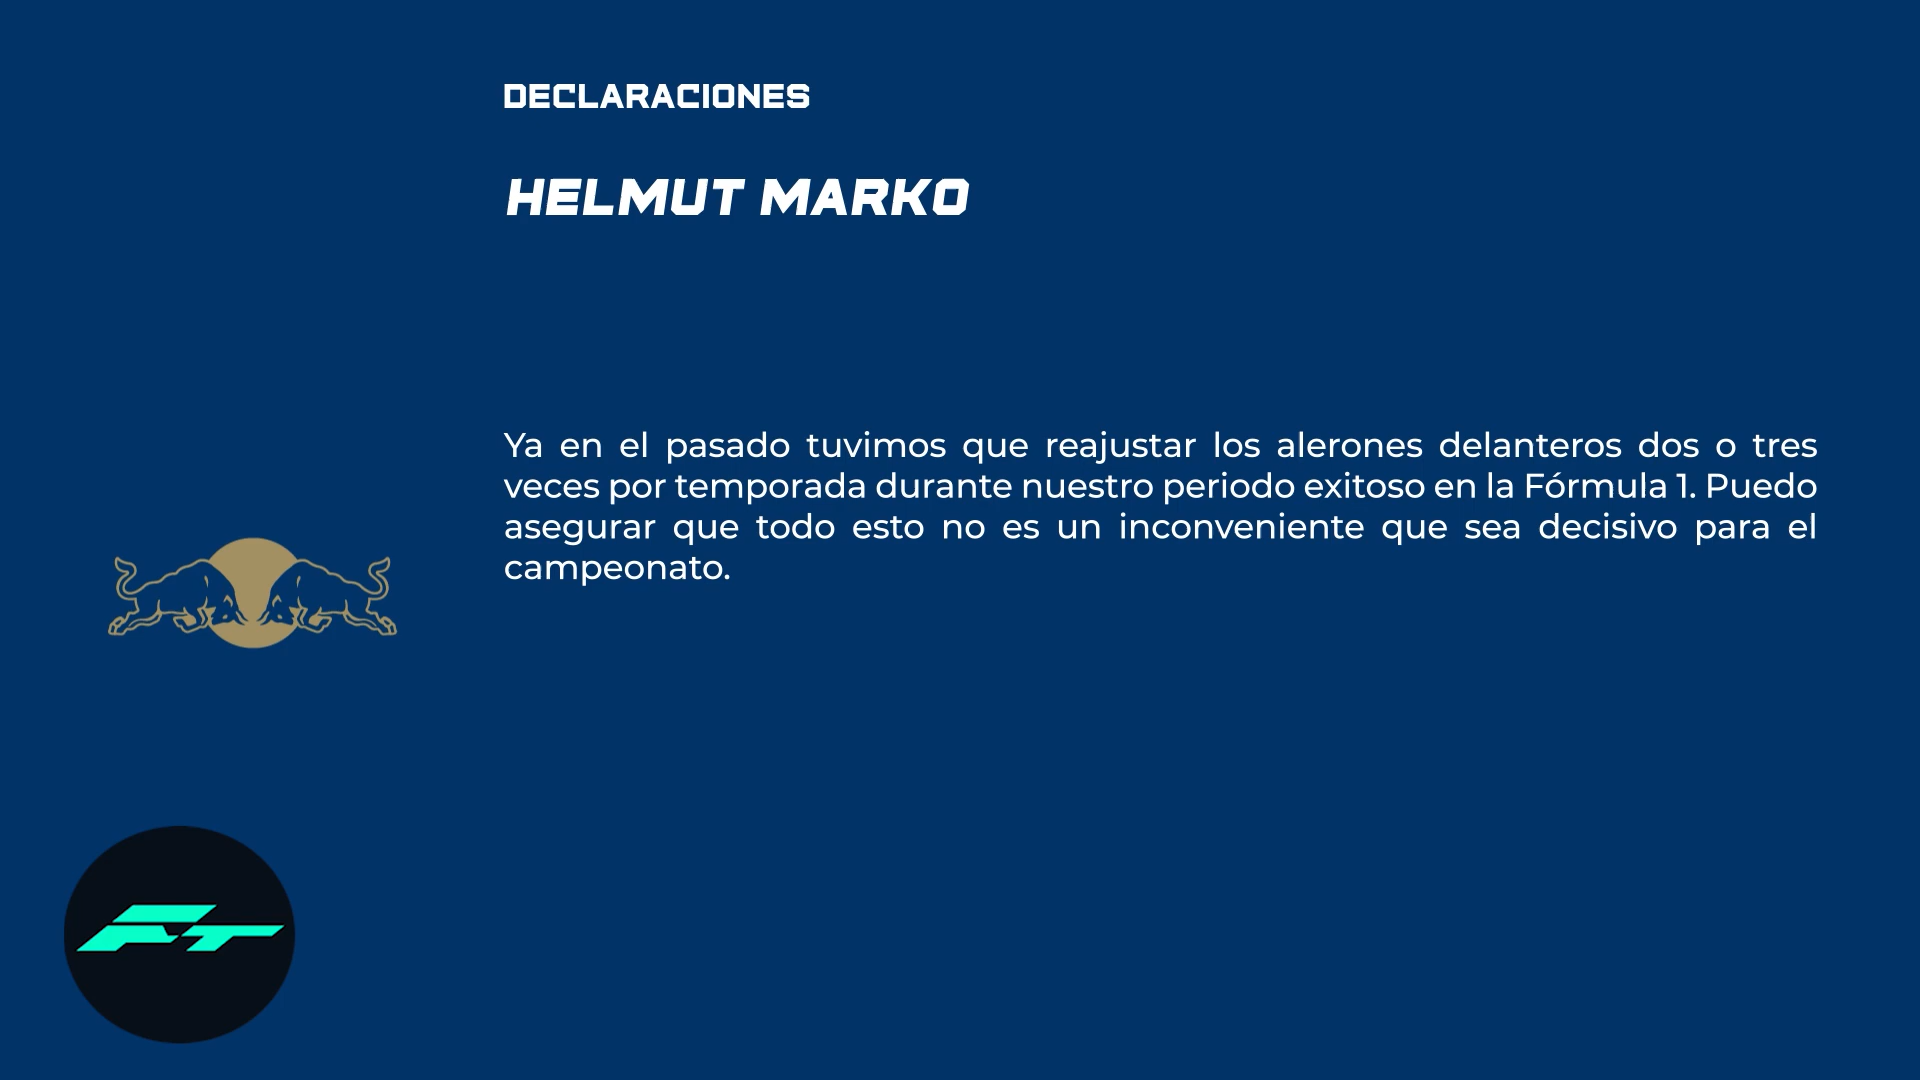 DECLARACIONES
HELMUT MARKO
Ya en el pasado tuvimos que reajustar los alerones delanteros dos o tres
veces por temporada durante nuestro periodo exitoso en la Fórmula 1. Puedo
asegurar que todo esto no es un inconveniente que sea decisivo para el
campeonato.
FT